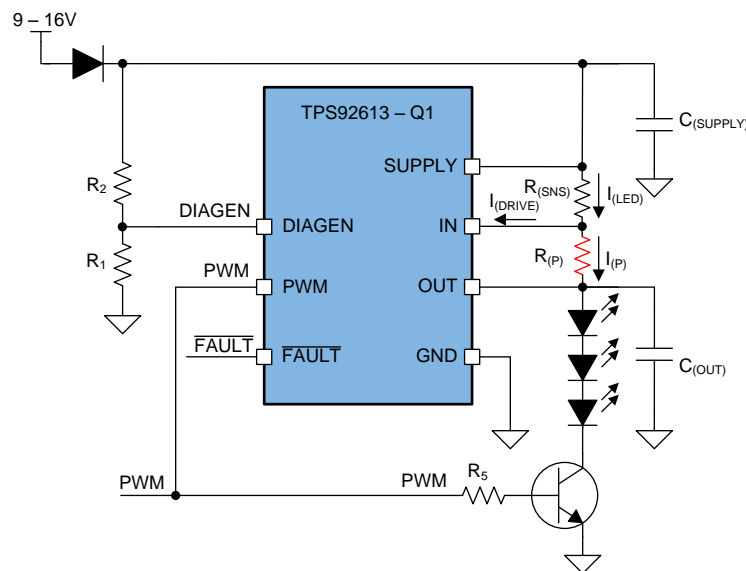 9 – 16V
TPS92613 – Q1
C(SUPPLY)
SUPPLY
R2
R(SNS)
I(LED)
I(DRIVE)
DIAGEN
DIAGEN
IN
R1
R(P)
I(P)
PWM
PWM
OUT
FAULT
FAULT
GND
C(OUT)
PWM
PWM
R5